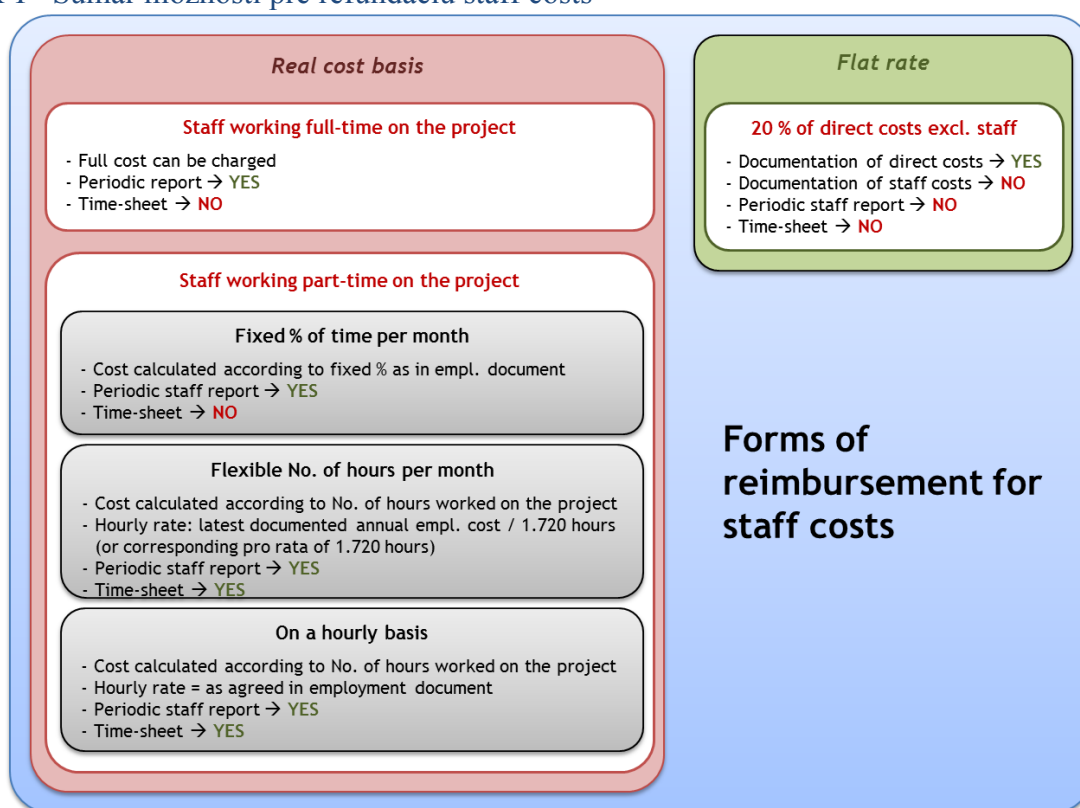 1 - Sumár možností pre refundáciu staff costs
Real cost basis
Staff working full-time on the project
- Full cost can be charged
- Periodic report → YES
- Time-sheet → NO
Staff working part-time on the project
Fixed % of time per month
- Cost calculated according to fixed % as in empl. document
- Periodic staff report → YES
- Time-sheet → NO
Flexible No. of hours per month
- Cost calculated according to No. of hours worked on the project
- Hourly rate: latest documented annual empl. cost / 1.720 hours
(or corresponding pro rata of 1.720 hours)
- Periodic staff report → YES
- Time-sheet → YES
On a hourly basis
- Cost calculated according to No. of hours worked on the project
- Hourly rate = as agreed in employment document
- Periodic staff report → YES
- Time-sheet → YES
Flat rate
20 % of direct costs excl. staff
- Documentation of direct costs → YES
- Documentation of staff costs → NO
- Periodic staff report → NO
- Time-sheet → NO
Forms of
reimbursement for
staff costs